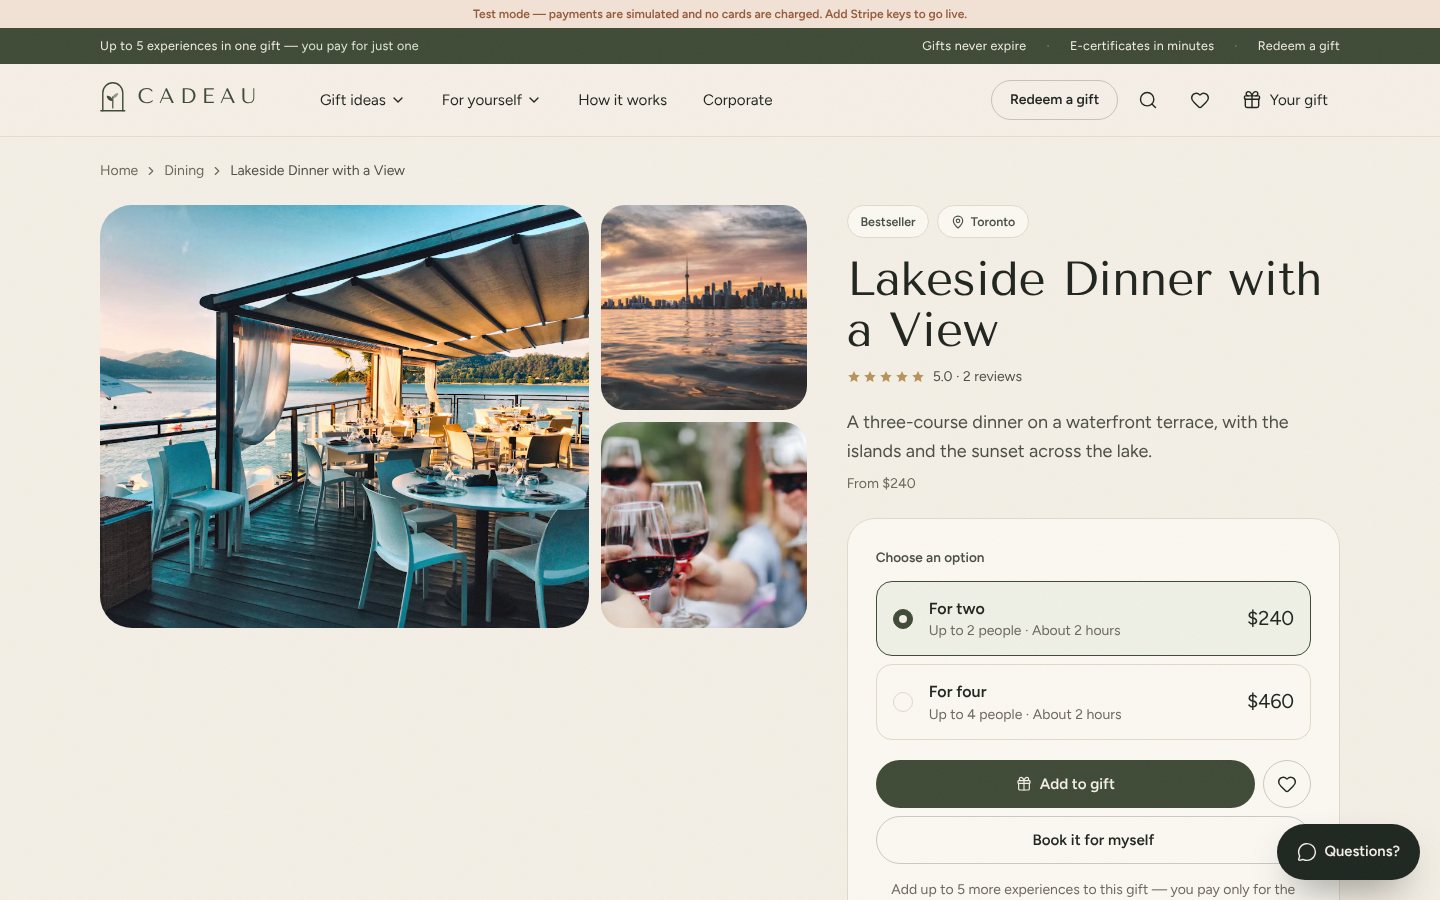 Test mode — payments are simulated and no cards are charged. Add Stripe keys to go live.
Up to 5 experiences in one gift — you pay for just one
Gifts never expire · E-certificates in minutes · Redeem a gift
CADEAU
Gift ideas
For yourself
How it works
Corporate
Redeem a gift
Your gift
Home > Dining > Lakeside Dinner with a View
Bestseller
Toronto
Lakeside Dinner with
a View
5.0 · 2 reviews
A three-course dinner on a waterfront terrace, with the
islands and the sunset across the lake.
From $240
Choose an option
For two
Up to 2 people · About 2 hours
$240
For four
Up to 4 people · About 2 hours
$460
Add to gift
Book it for myself
Questions?
Add up to 5 more experiences to this gift — you pay only for the